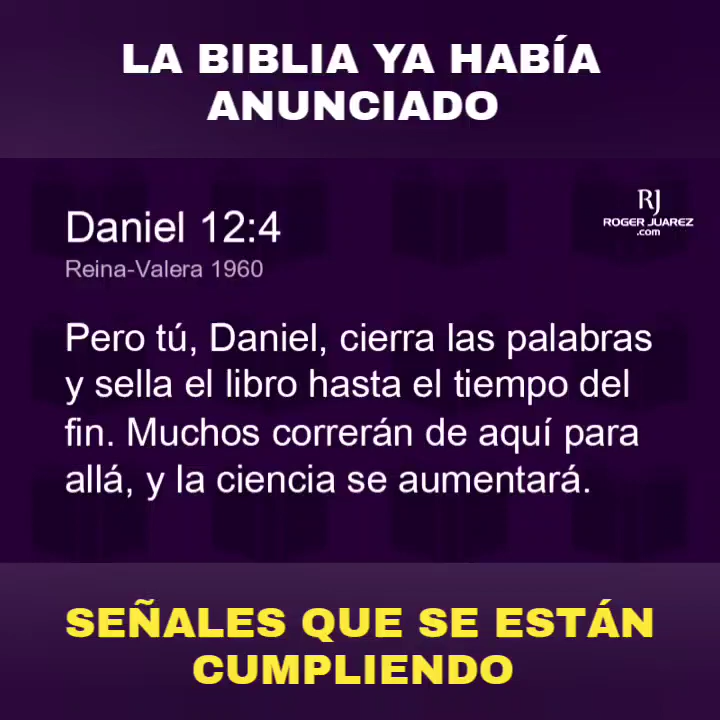 LA BIBLIA YA HABÍA
ANUNCIADO
RJ
ROGER JUAREZ
.com
Daniel 12:4
Reina-Valera 1960
Pero tú, Daniel, cierra las palabras
y sella el libro hasta el tiempo del
fin. Muchos correrán de aquí para
allá, y la ciencia se aumentará.
SEÑALES QUE SE ESTÁN
CUMPLIENDO